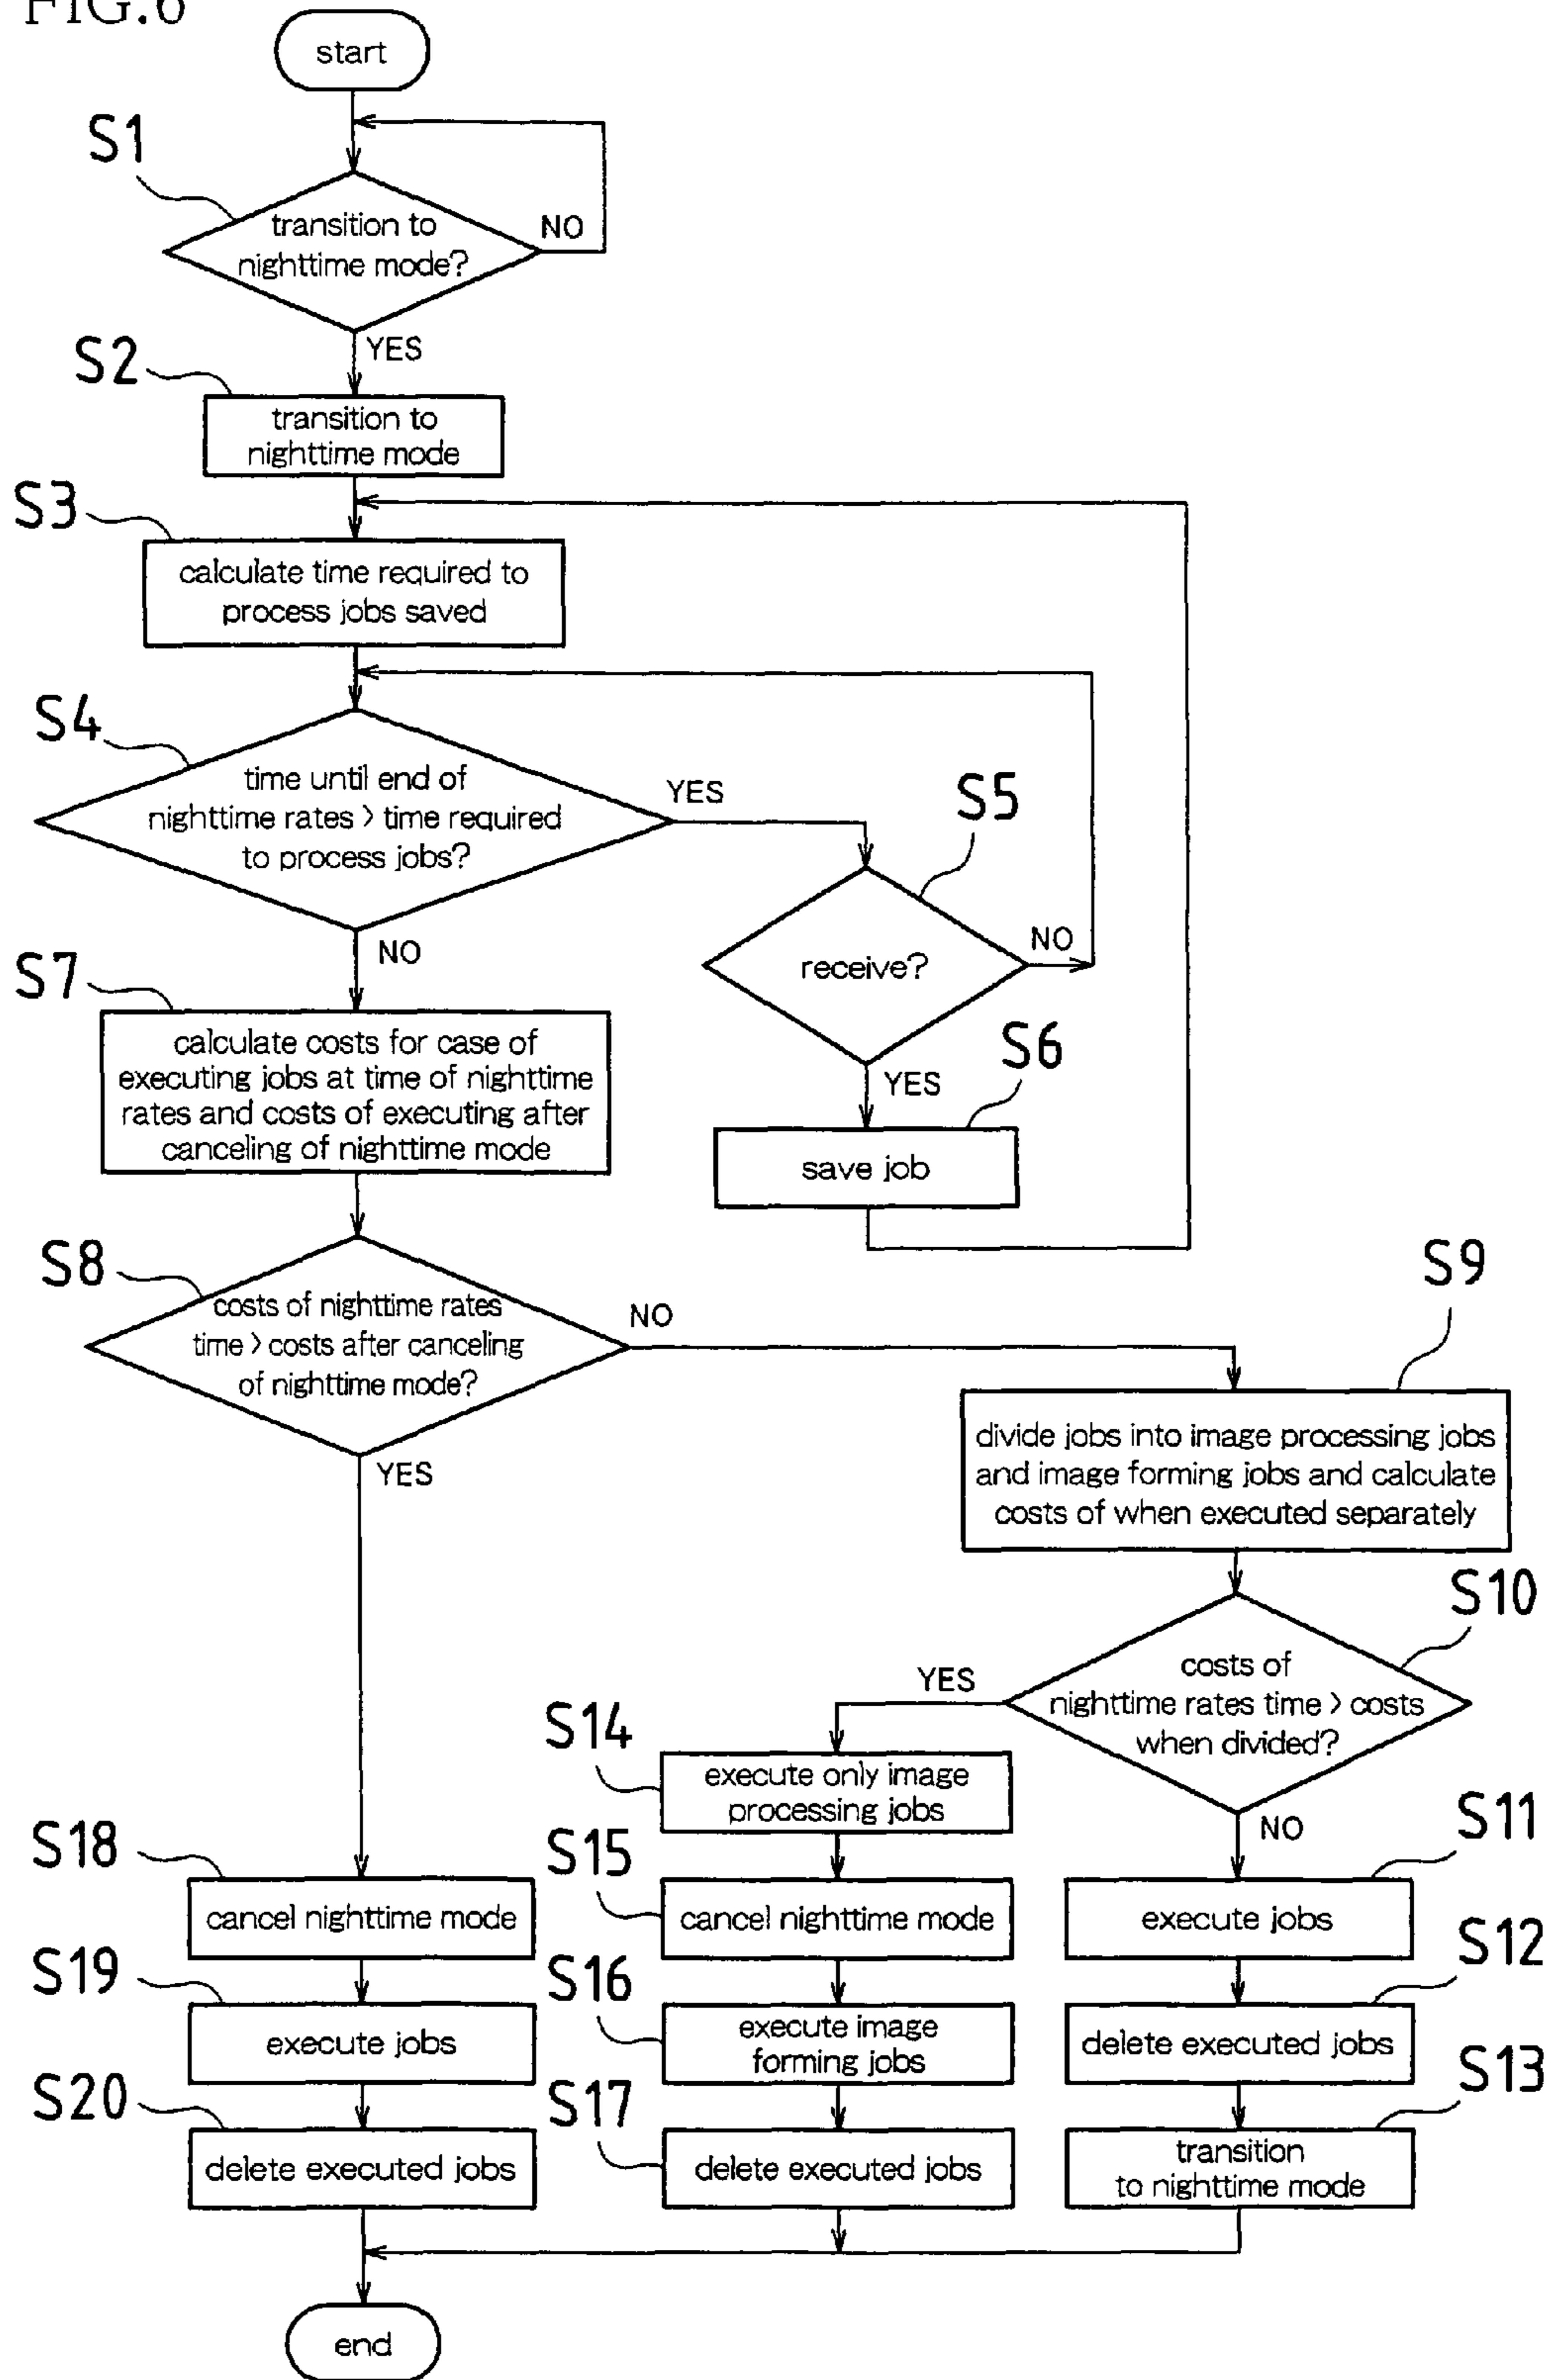 FIG.6
start
S1
transition to
nighttime mode?
NO
YES
S2
transition to
nighttime mode
S3
calculate time required to
process jobs saved
S4
time until end of
nighttime rates > time required
to process jobs?
YES
NO
S5
receive?
NO
YES
S6
save job
S7
calculate costs for case of
executing jobs at time of nighttime
rates and costs of executing after
canceling of nighttime mode
S8
costs of nighttime rates
time > costs after canceling
of nighttime mode?
NO
YES
S9
divide jobs into image processing jobs
and image forming jobs and calculate
costs of when executed separately
S10
costs of
nighttime rates time > costs
when divided?
YES
NO
S14
execute only image
processing jobs
S11
execute jobs
S18
cancel nighttime mode
S15
cancel nighttime mode
S12
delete executed jobs
S19
execute jobs
S16
execute image
forming jobs
S13
transition
to nighttime mode
S20
delete executed jobs
S17
delete executed jobs
end